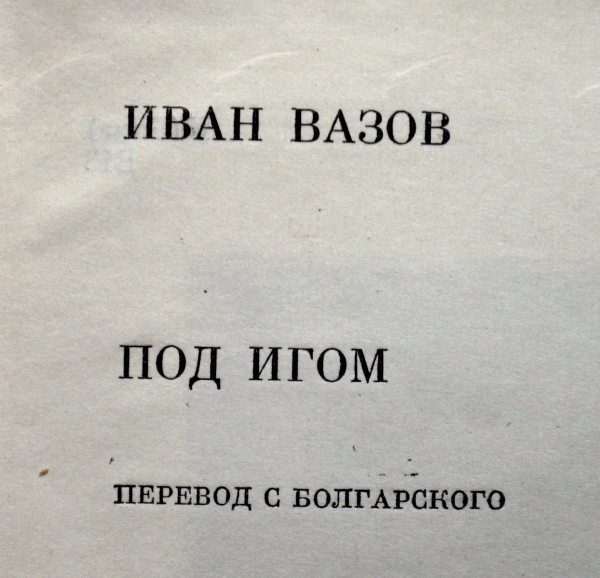 ИВАН ВАЗОВ
ПОД ИГОМ
ПЕРЕВОД С БОЛГАРСКОГО